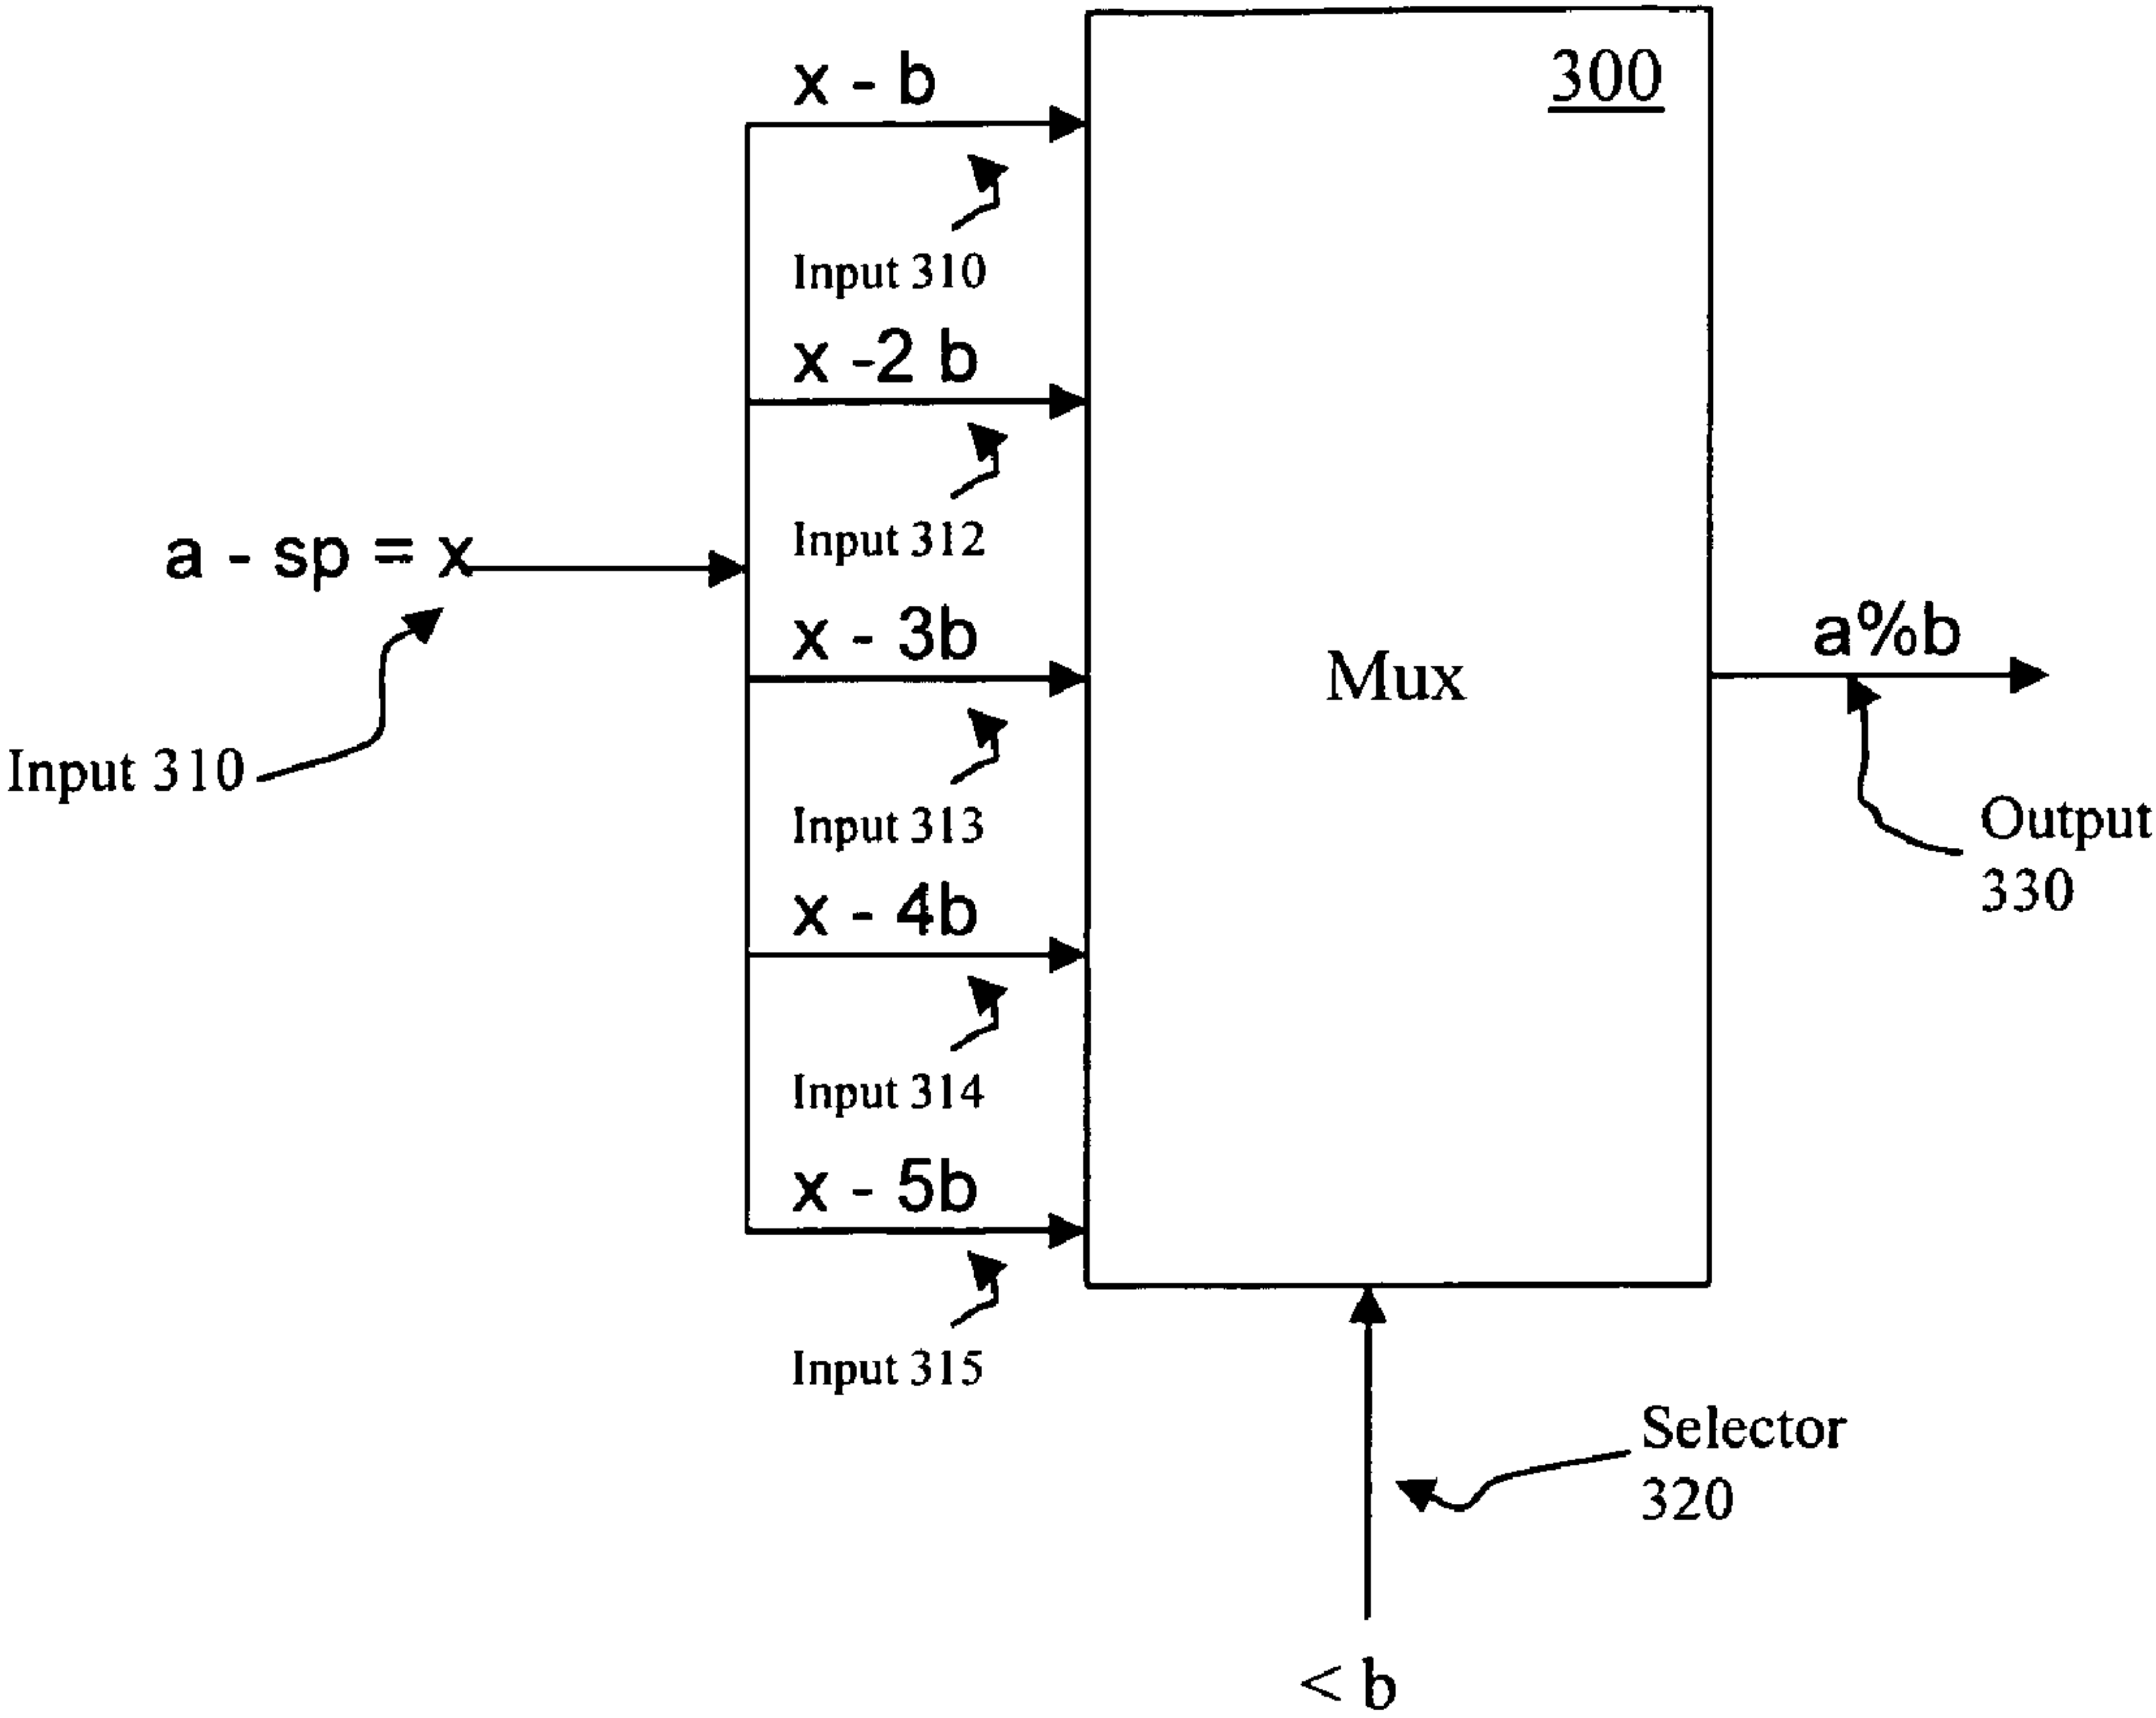 300
x - b
Input 310
x -2 b
Input 312
a - sp = x
Input 310
x - 3b
Input 313
Mux
a%b
Output
330
x - 4b
Input 314
x - 5b
Input 315
Selector
320
< b